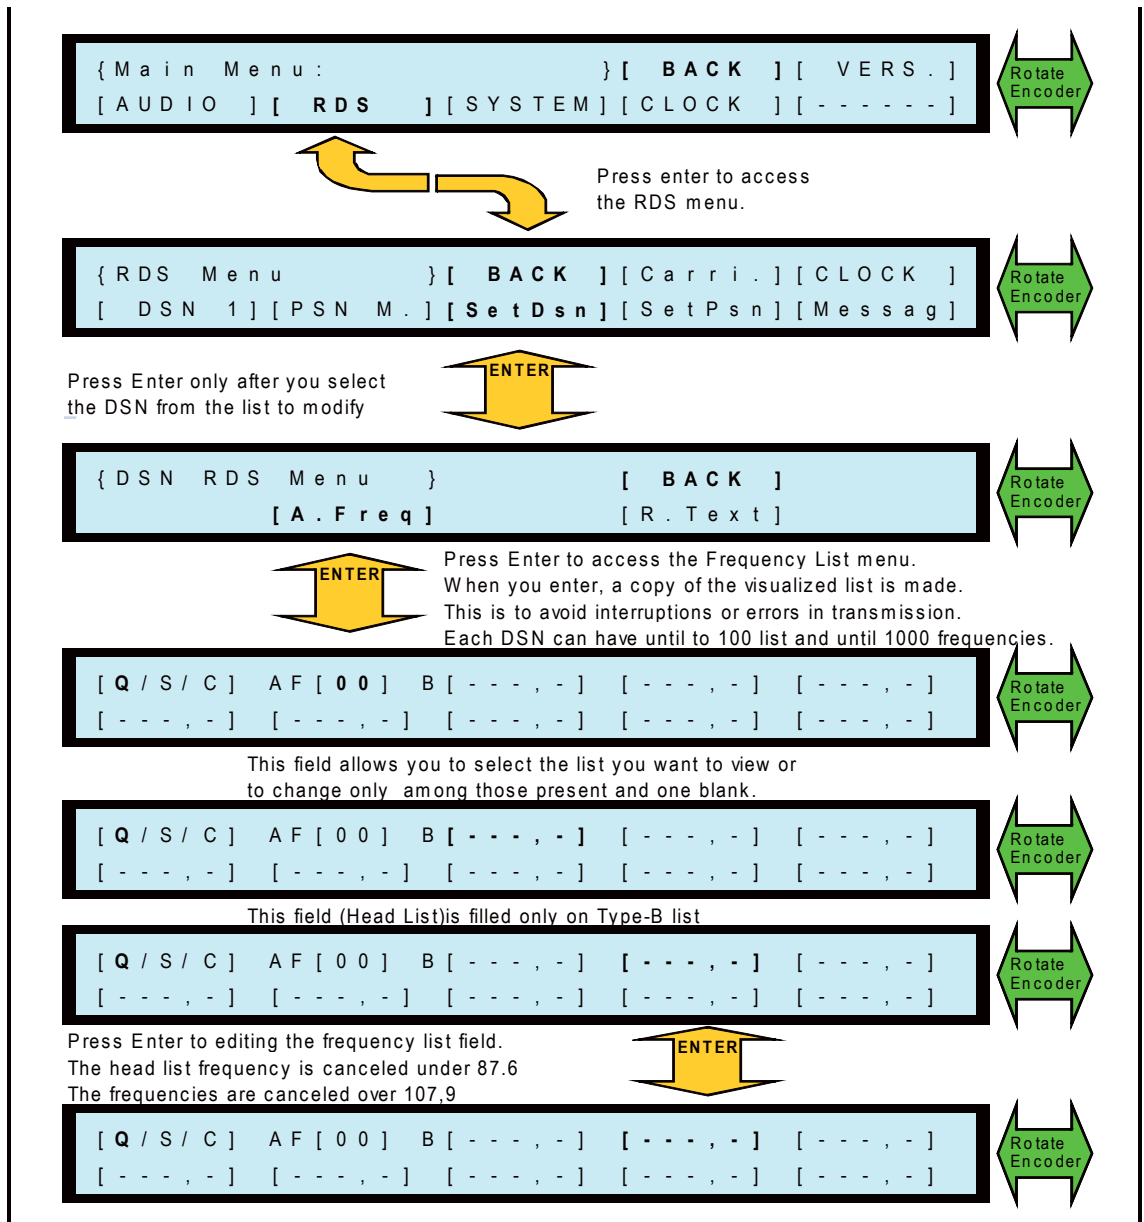 {Main Menu: }[ BACK ][ VERS.]
[AUDIO ][ RDS ][SYSTEM][CLOCK ][------]
Rotate
Encoder
Press enter to access
the RDS menu.
{RDS Menu }[ BACK ][Carri.][CLOCK ]
[ DSN 1][PSN M.][SetDsn][SetPsn][Messag]
Rotate
Encoder
ENTER
Press Enter only after you select
the DSN from the list to modify
{DSN RDS Menu } [ BACK ]
[A.Freq] [R.Text]
Rotate
Encoder
ENTER
Press Enter to access the Frequency List menu.
When you enter, a copy of the visualized list is made.
This is to avoid interruptions or errors in transmission.
Each DSN can have until to 100 list and until 1000 frequencies.
[Q/S/C] AF[00] B[---,-] [---,-] [---,-]
[---,-] [---,-] [---,-] [---,-] [---,-]
Rotate
Encoder
This field allows you to select the list you want to view or
to change only among those present and one blank.
[Q/S/C] AF[00] B[---,-] [---,-] [---,-]
[---,-] [---,-] [---,-] [---,-] [---,-]
Rotate
Encoder
This field (Head List)is filled only on Type-B list
[Q/S/C] AF[00] B[---,-] [---,-] [---,-]
[---,-] [---,-] [---,-] [---,-] [---,-]
Rotate
Encoder
Press Enter to editing the frequency list field.
The head list frequency is canceled under 87.6
The frequencies are canceled over 107,9
ENTER
[Q/S/C] AF[00] B[---,-] [---,-] [---,-]
[---,-] [---,-] [---,-] [---,-] [---,-]
Rotate
Encoder